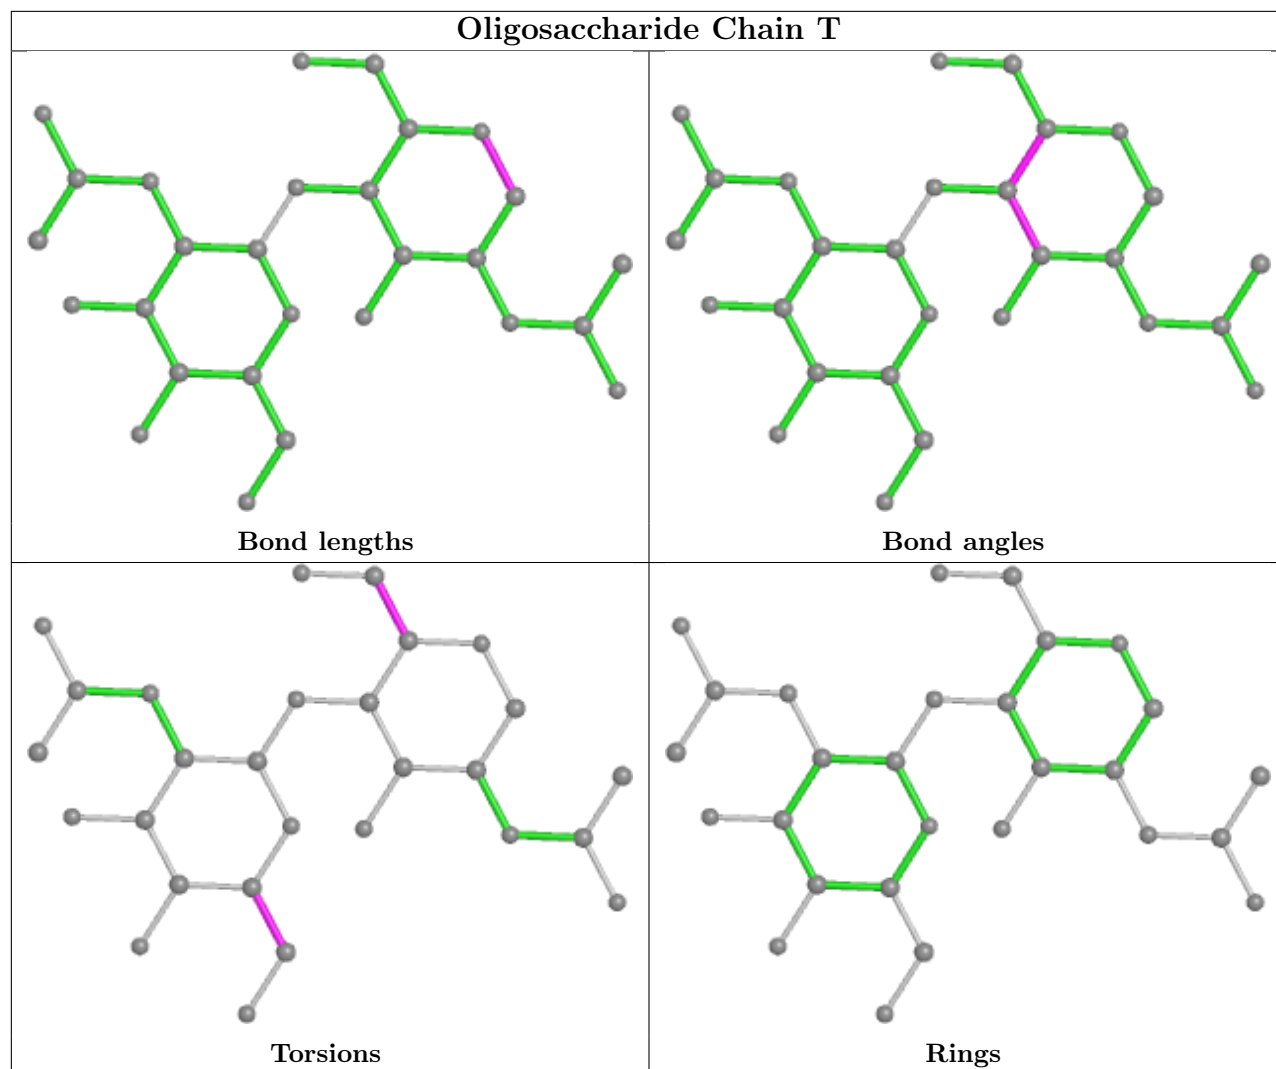 Oligosaccharide Chain T
Bond lengths
Bond angles
Torsions
Rings